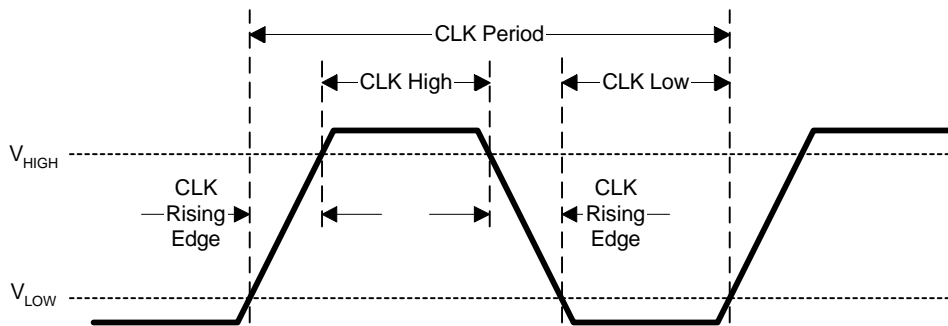 CLK Period
CLK High
CLK Low
VHIGH
CLK
Rising
Edge
CLK
Rising
Edge
VLOW